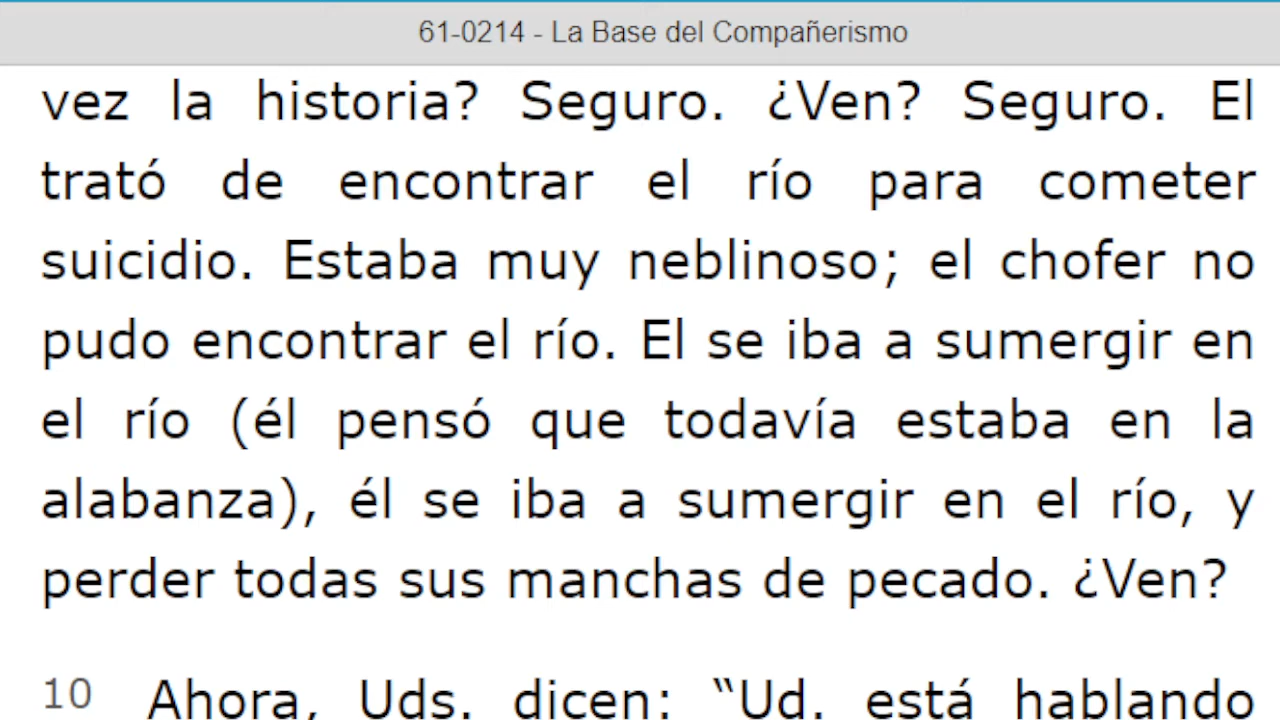 61-0214 - La Base del Compañerismo
vez la historia? Seguro. ¿Ven? Seguro. El
trató de encontrar el río para cometer
suicidio. Estaba muy neblinoso; el chofer no
pudo encontrar el río. El se iba a sumergir en
el río (él pensó que todavía estaba en la
alabanza), él se iba a sumergir en el río, y
perder todas sus manchas de pecado. ¿Ven?
10 Ahora, Uds. dicen: “Ud. está hablando